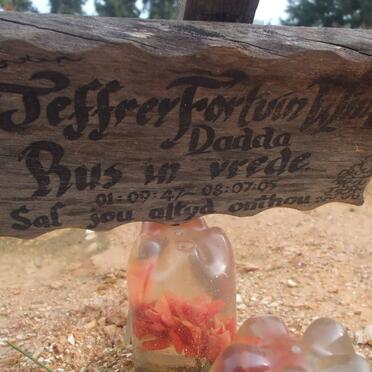 Jeffrey Fortuin
Dadda
Rus in vrede
01-09-47 - 08-07-05
Sal jou altyd onthou